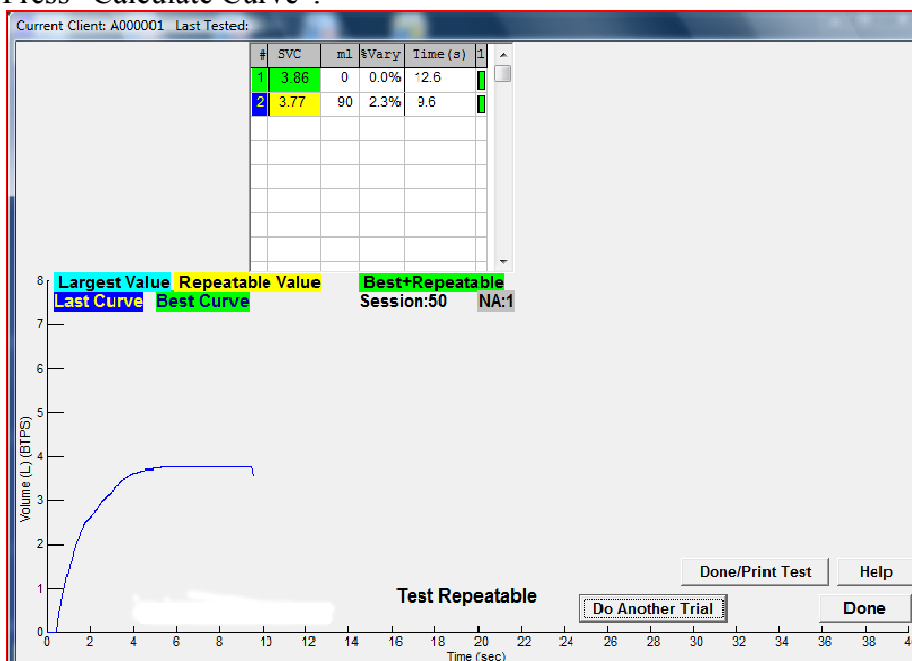 Press "Calculate Curve".
Current Client: A000001 Last Tested:
# SVC ml %Vary Time(s) 1
1 3.86 0 0.0% 12.6
2 3.77 90 2.3% 9.6
Largest Value Repeatable Value Best+Repeatable
Last Curve Best Curve Session:50 NA:1
8
7
6
5
4
3
2
1
0
Volume (L) (BTPS)
Done/Print Test Help
Test Repeatable Do Another Trial Done
0 2 4 6 8 10 12 14 16 18 20 22 24 26 28 30 32 34 36 38 4
Time (sec)